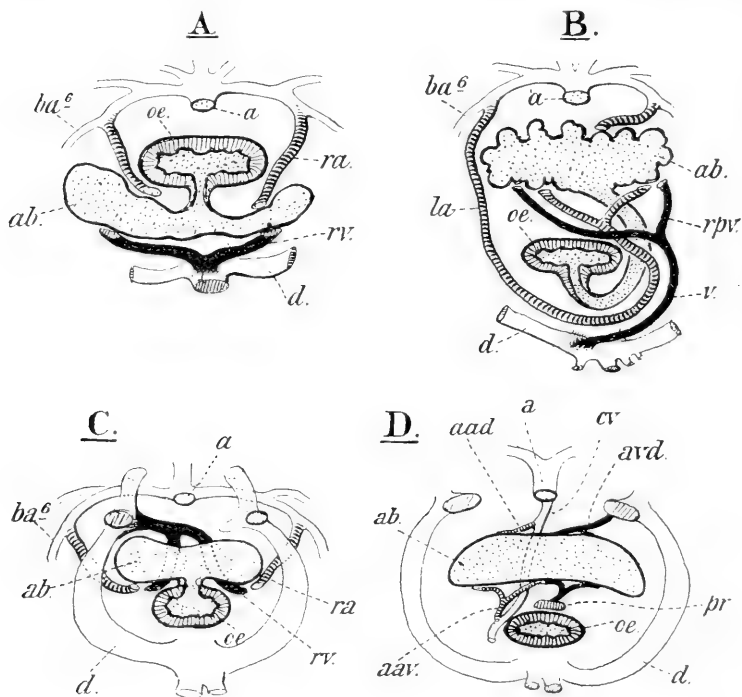 A
ba⁶
oe.
a
ra.
ab.
rv.
d.
B.
ba⁶
a
ab.
la
oe.
rpv.
v.
d.
C.
a
ba⁶
ab
ra
oe
rv.
d.
D.
a
cv
aad
avd.
ab.
pr
oe.
aav.
d.